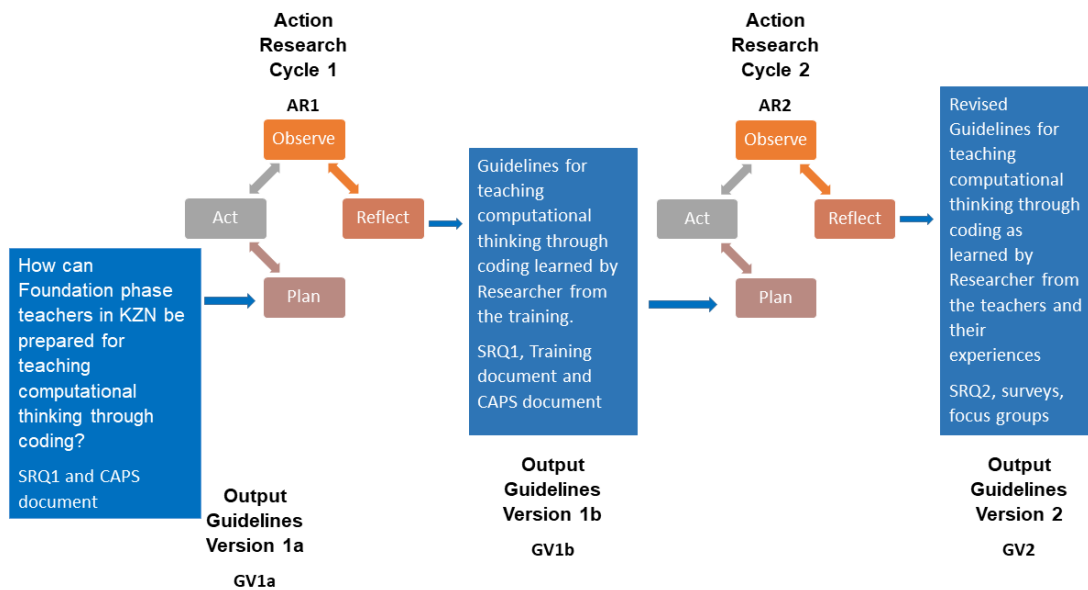 Action
Research
Cycle 1
AR1
Observe
Act
Reflect
Plan
How can
Foundation phase
teachers in KZN be
prepared for
teaching
computational
thinking through
coding?
SRQ1 and CAPS
document
Output
Guidelines
Version 1a
GV1a
Guidelines for
teaching
computational
thinking through
coding learned by
Researcher from
the training.
SRQ1, Training
document and
CAPS document
Output
Guidelines
Version 1b
GV1b
Action
Research
Cycle 2
AR2
Observe
Act
Reflect
Plan
Revised
Guidelines for
teaching
computational
thinking through
coding as
learned by
Researcher from
the teachers and
their
experiences
SRQ2, surveys,
focus groups
Output
Guidelines
Version 2
GV2